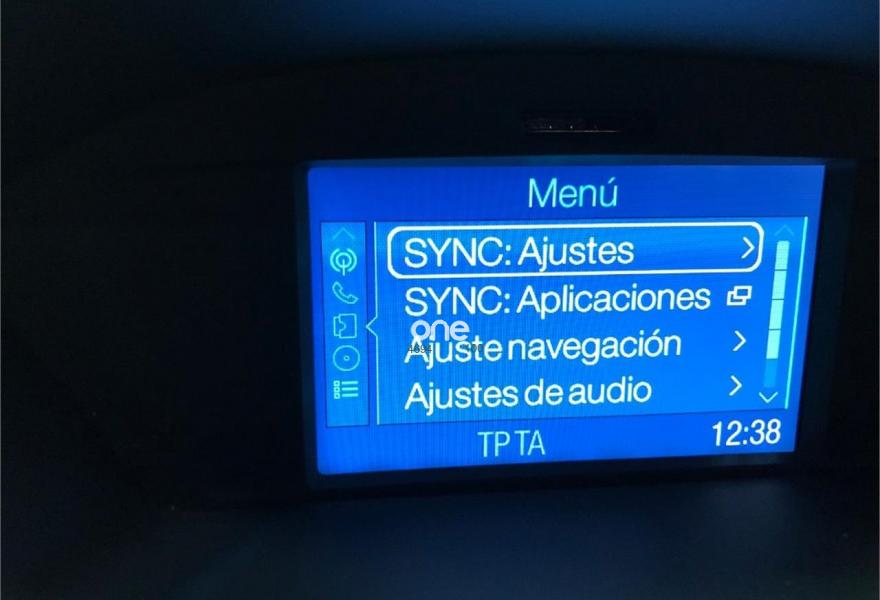 Menú
SYNC: Ajustes
SYNC: Aplicaciones
one
Ajuste navegación
Ajustes de audio
TP TA
12:38